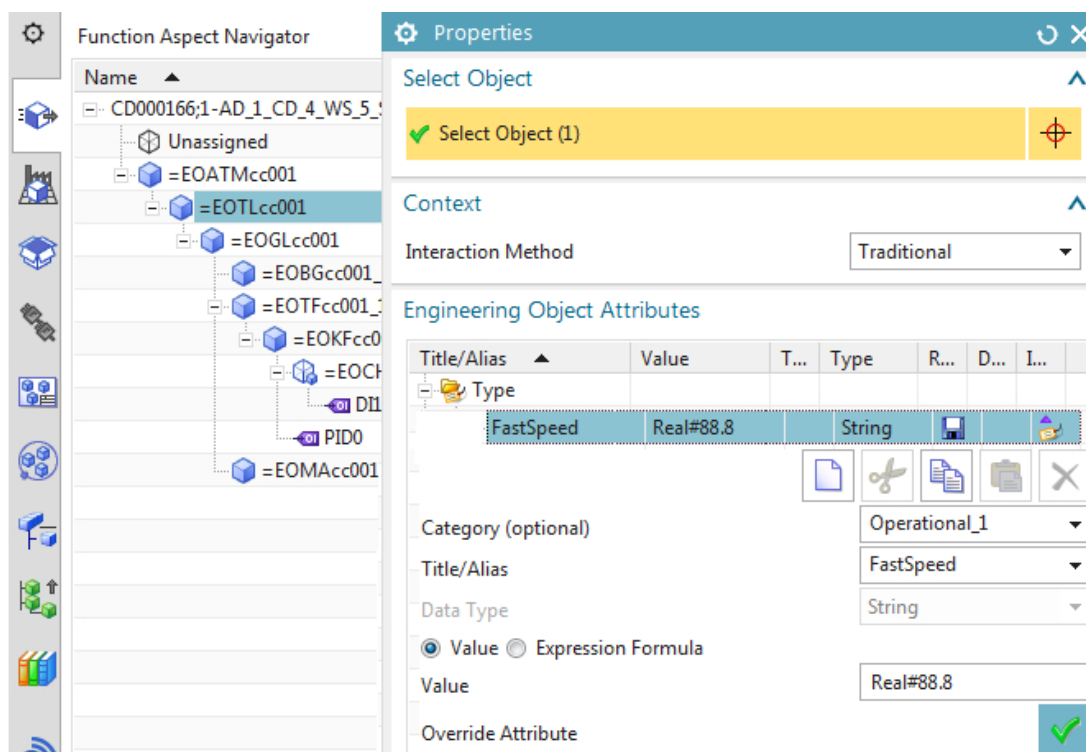 Function Aspect Navigator
Name
CD000166;1-AD_1_CD_4_WS_5_
Unassigned
=EOATMcc001
=EOTLcc001
=EOGLcc001
=EOBGcc001_
=EOTFcc001_
=EOKFcc0
=EOCH
DI1
PID0
=EOMAcc001
Properties
Select Object
Select Object (1)
Context
Interaction Method Traditional
Engineering Object Attributes
Title/Alias Value T... Type R... D... I...
Type
FastSpeed Real#88.8 String
Category (optional) Operational_1
Title/Alias FastSpeed
Data Type String
Value Expression Formula
Value Real#88.8
Override Attribute